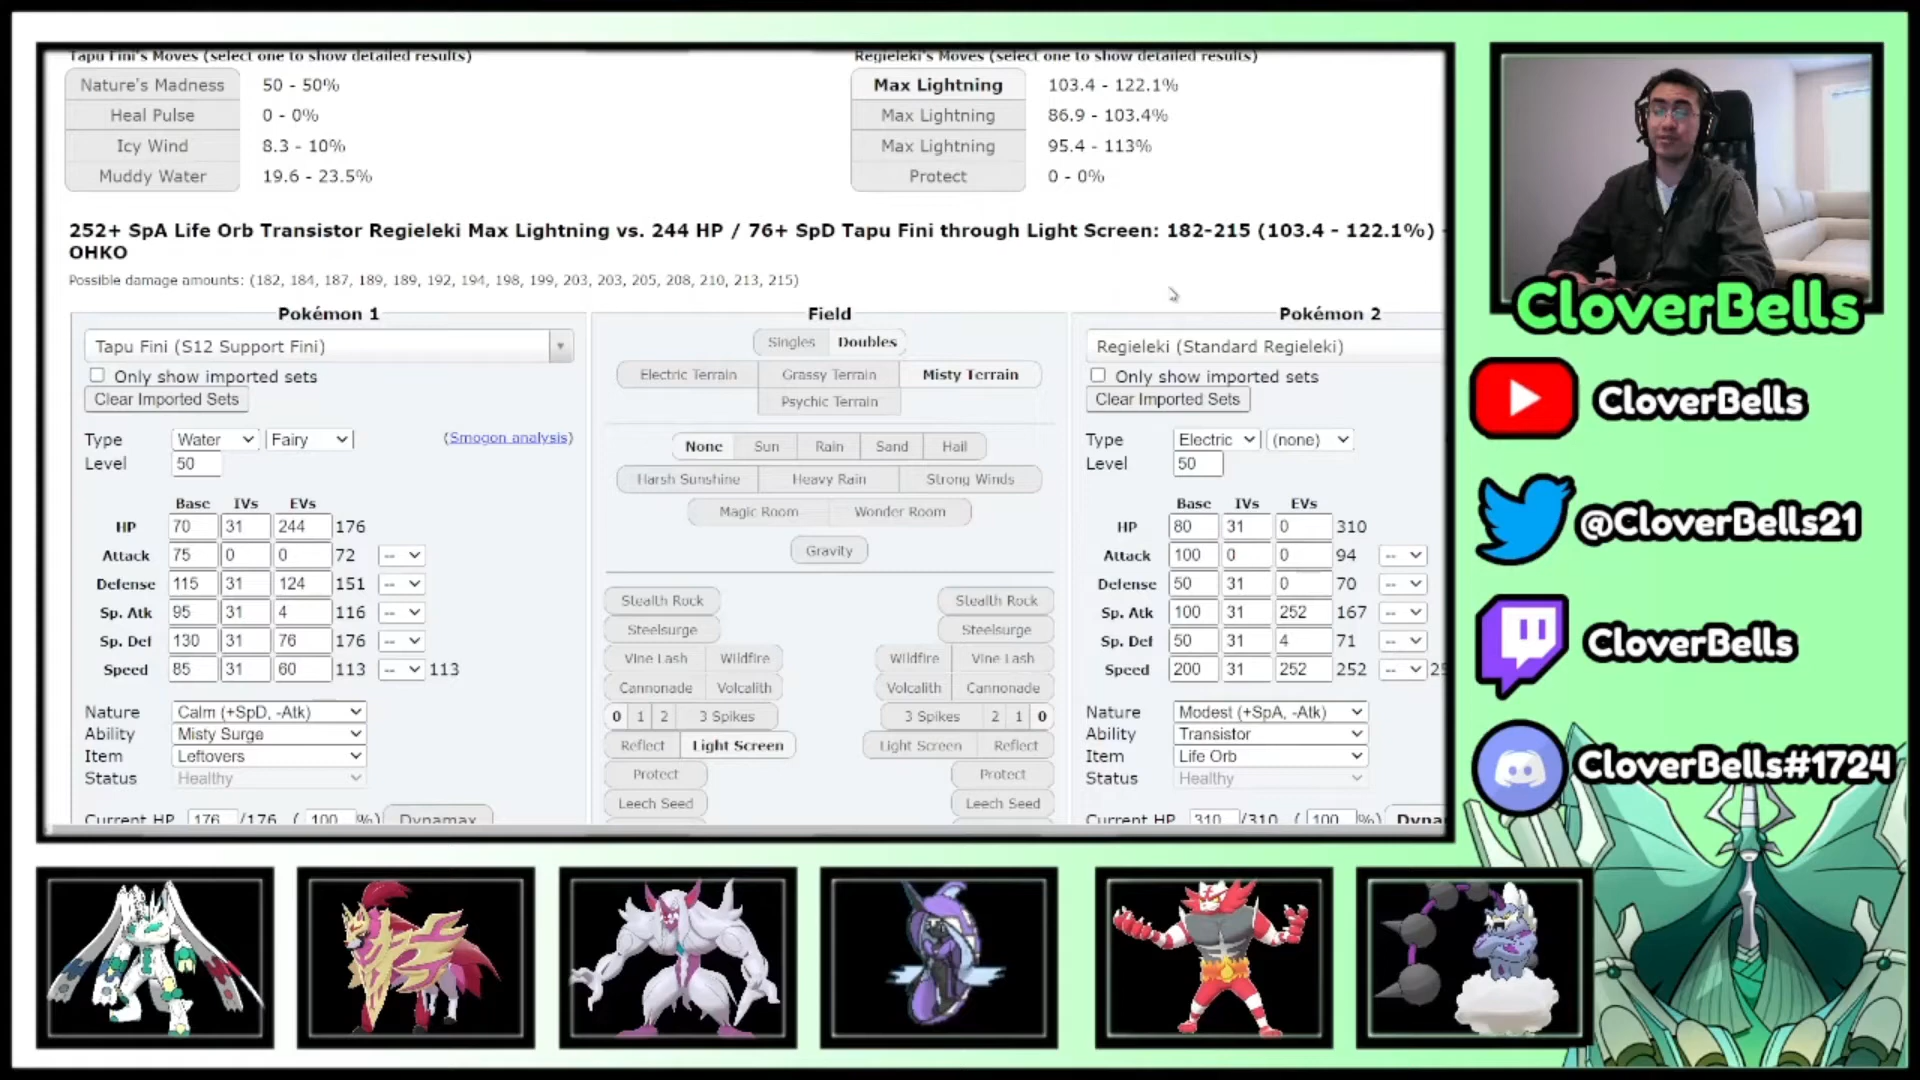 Tapu Fini's Moves (select one to show detailed results)
Nature's Madness 50 - 50%
Heal Pulse 0 - 0%
Icy Wind 8.3 - 10%
Muddy Water 19.6 - 23.5%
Regieleki's Moves (select one to show detailed results)
Max Lightning 103.4 - 122.1%
Max Lightning 86.9 - 103.4%
Max Lightning 95.4 - 113%
Protect 0 - 0%
252+ SpA Life Orb Transistor Regieleki Max Lightning vs. 244 HP / 76+ SpD Tapu Fini through Light Screen: 182-215 (103.4 - 122.1%) -
OHKO
Possible damage amounts: (182, 184, 187, 189, 189, 192, 194, 198, 199, 203, 203, 205, 208, 210, 213, 215)
Pokémon 1
Tapu Fini (S12 Support Fini)
Only show imported sets
Clear Imported Sets
Type Water Fairy (Smogon analysis)
Level 50
Base IVs EVs
HP 70 31 244 176
Attack 75 0 0 72 --
Defense 115 31 124 151 --
Sp. Atk 95 31 4 116 --
Sp. Def 130 31 76 176 --
Speed 85 31 60 113 -- 113
Nature Calm (+SpD, -Atk)
Ability Misty Surge
Item Leftovers
Status Healthy
Current HP 176 /176 ( 100 %) Dynamax
Field
Singles Doubles
Electric Terrain Grassy Terrain Misty Terrain
Psychic Terrain
None Sun Rain Sand Hail
Harsh Sunshine Heavy Rain Strong Winds
Magic Room Wonder Room
Gravity
Stealth Rock Stealth Rock
Steelsurge Steelsurge
Vine Lash Wildfire Wildfire Vine Lash
Cannonade Volcalith Volcalith Cannonade
0 1 2 3 Spikes 3 Spikes 2 1 0
Reflect Light Screen Light Screen Reflect
Protect Protect
Leech Seed Leech Seed
Pokémon 2
Regieleki (Standard Regieleki)
Only show imported sets
Clear Imported Sets
Type Electric (none)
Level 50
Base IVs EVs
HP 80 31 0 310
Attack 100 0 0 94 --
Defense 50 31 0 70 --
Sp. Atk 100 31 252 167 --
Sp. Def 50 31 4 71 --
Speed 200 31 252 252 -- 25
Nature Modest (+SpA, -Atk)
Ability Transistor
Item Life Orb
Status Healthy
Current HP 310 /310 ( 100 %) Dyna
CloverBells
CloverBells
@CloverBells21
CloverBells
CloverBells#1724